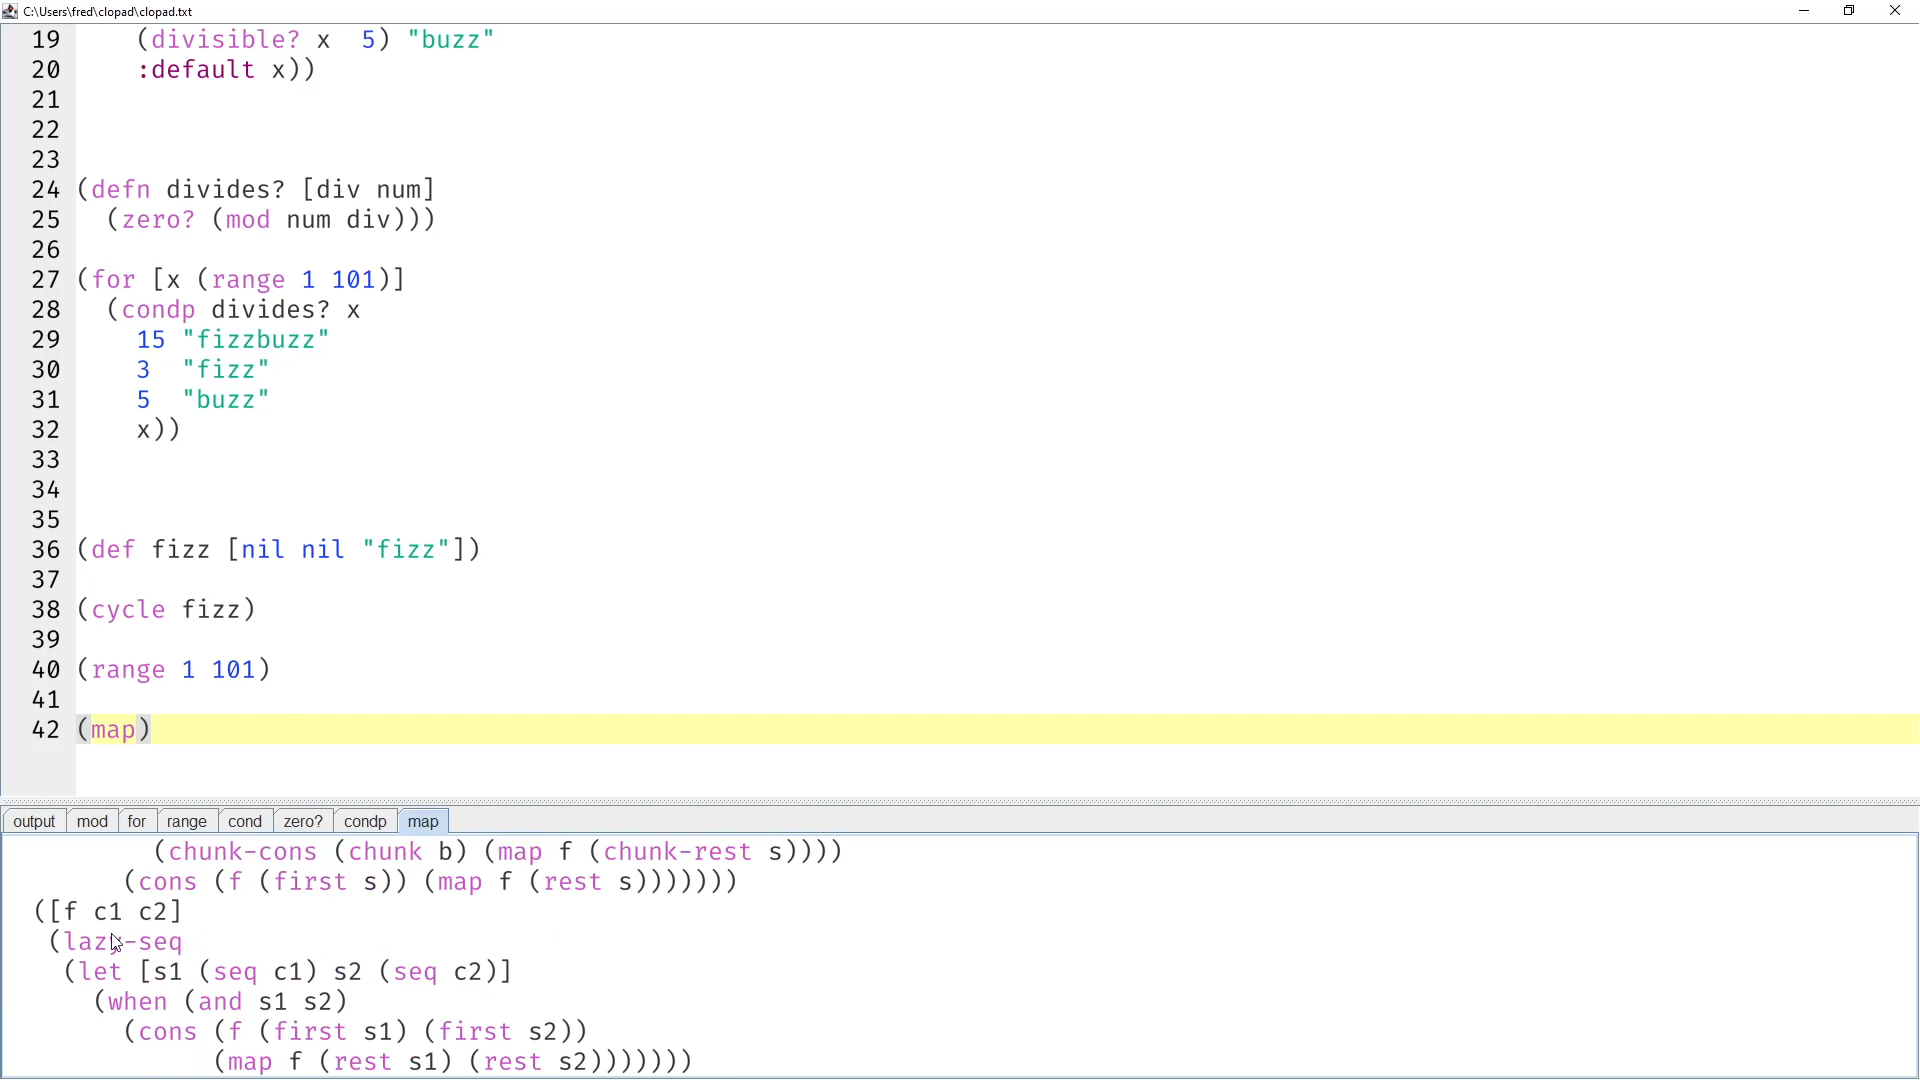 C:\Users\fred\clopad\clopad.txt
19 (divisible? x  5) "buzz"
20 :default x))
21
22
23
24 (defn divides? [div num]
25 (zero? (mod num div)))
26
27 (for [x (range 1 101)]
28 (condp divides? x
29 15 "fizzbuzz"
30 3  "fizz"
31 5  "buzz"
32 x))
33
34
35
36 (def fizz [nil nil "fizz"])
37
38 (cycle fizz)
39
40 (range 1 101)
41
42 (map)
output mod for range cond zero? condp map
(chunk-cons (chunk b) (map f (chunk-rest s))))
(cons (f (first s)) (map f (rest s)))))))
([f c1 c2]
(lazy-seq
(let [s1 (seq c1) s2 (seq c2)]
(when (and s1 s2)
(cons (f (first s1) (first s2))
(map f (rest s1) (rest s2)))))))